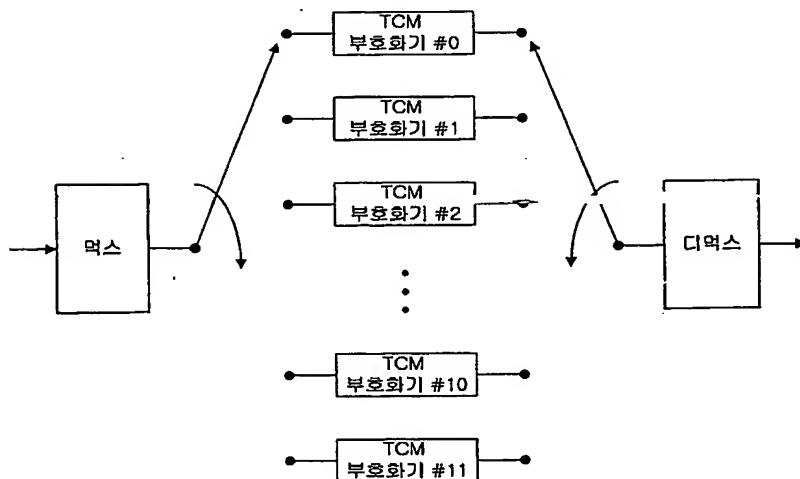 TCM
부호화기 #0
TCM
부호화기 #1
TCM
부호화기 #2
먹스
디먹스
TCM
부호화기 #10
TCM
부호화기 #11